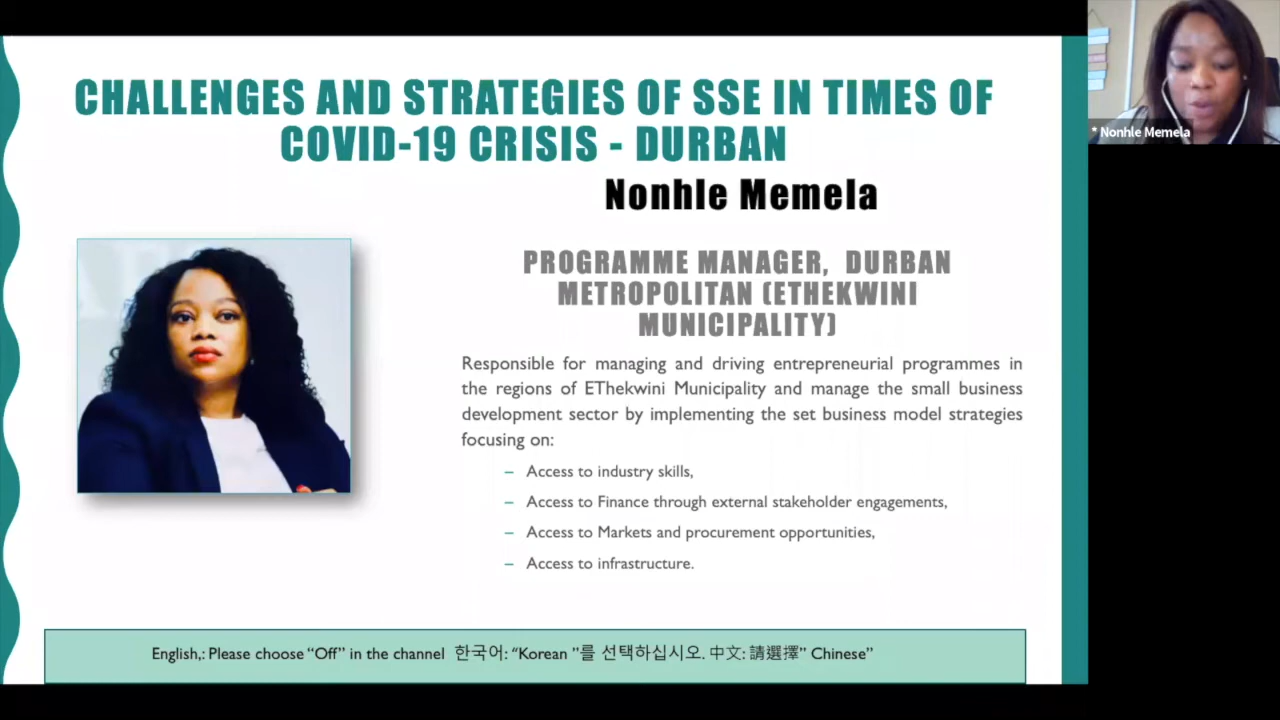 CHALLENGES AND STRATEGIES OF SSE IN TIMES OF
COVID-19 CRISIS - DURBAN
Nonhle Memela
PROGRAMME MANAGER, DURBAN
METROPOLITAN (ETHEKWINI
MUNICIPALITY)
Responsible for managing and driving entrepreneurial programmes in
the regions of EThekwini Municipality and manage the small business
development sector by implementing the set business model strategies
focusing on:
– Access to industry skills,
– Access to Finance through external stakeholder engagements,
– Access to Markets and procurement opportunities,
– Access to infrastructure.
English,: Please choose “Off” in the channel 한국어: “Korean ”를 선택하십시오. 中文: 請選擇” Chinese”
* Nonhle Memela